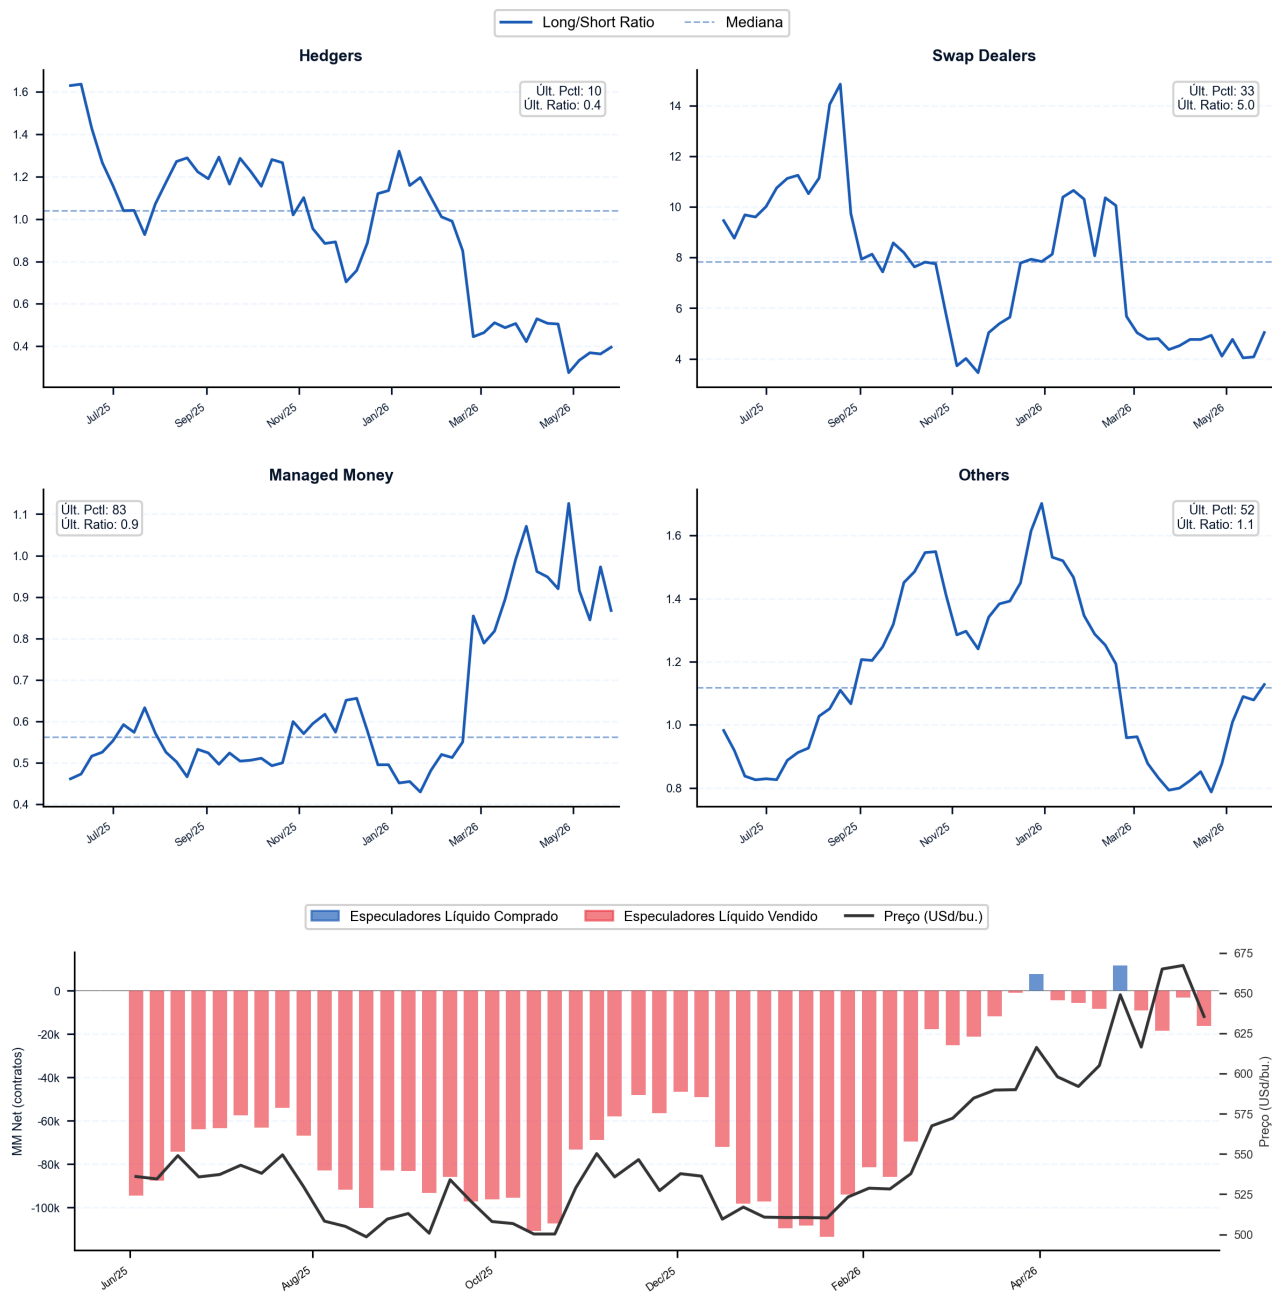 Long/Short Ratio
Mediana
Hedgers
Últ. Pctl: 10
Últ. Ratio: 0.4
1.6
1.4
1.2
1.0
0.8
0.6
0.4
Jul/25
Sep/25
Nov/25
Jan/26
Mar/26
May/26
Swap Dealers
Últ. Pctl: 33
Últ. Ratio: 5.0
14
12
10
8
6
4
Jul/25
Sep/25
Nov/25
Jan/26
Mar/26
May/26
Managed Money
Últ. Pctl: 83
Últ. Ratio: 0.9
1.1
1.0
0.9
0.8
0.7
0.6
0.5
0.4
Jul/25
Sep/25
Nov/25
Jan/26
Mar/26
May/26
Others
Últ. Pctl: 52
Últ. Ratio: 1.1
1.6
1.4
1.2
1.0
0.8
Jul/25
Sep/25
Nov/25
Jan/26
Mar/26
May/26
Especuladores Líquido Comprado
Especuladores Líquido Vendido
Preço (USd/bu.)
MM Net (contratos)
0
-20k
-40k
-60k
-80k
-100k
Jun/25
Aug/25
Oct/25
Dec/25
Feb/26
Apr/26
675
650
625
600
575
550
525
500
Preço (USd/bu.)